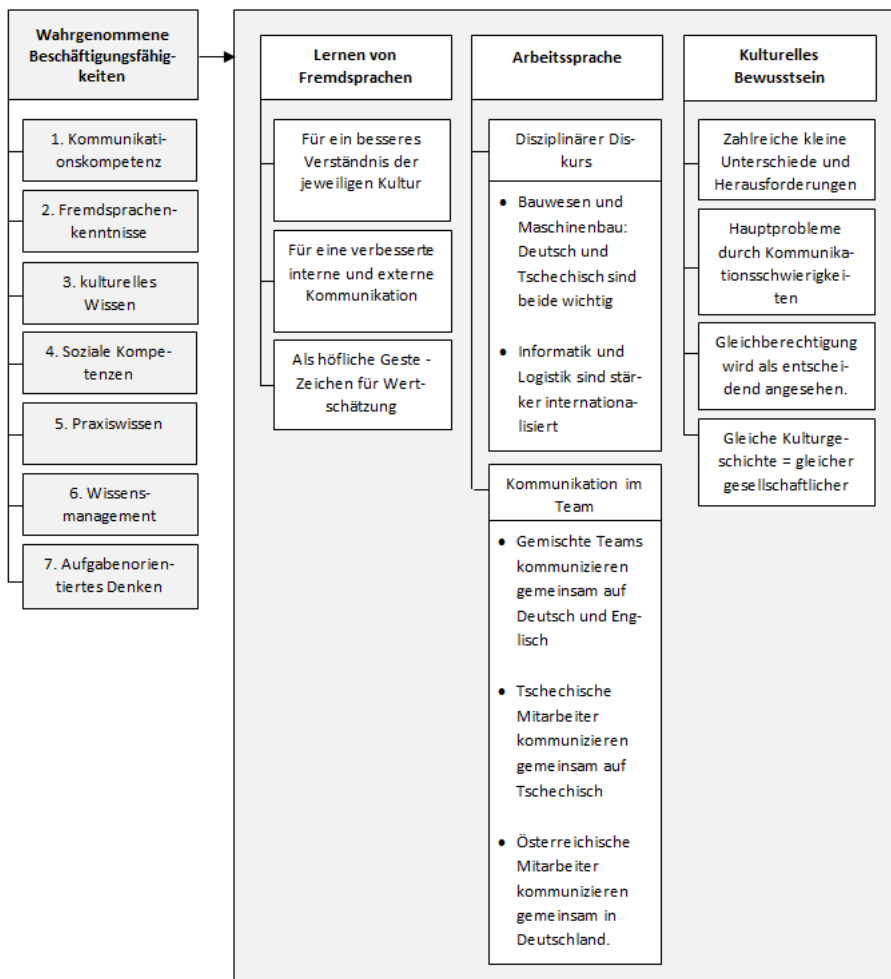 Wahrgenommene
Beschäftigungsfähig-
keiten
1. Kommunikati-
onskompetenz
2. Fremdsprachen-
kenntnisse
3. kulturelles
Wissen
4. Soziale Kompe-
tenzen
5. Praxiswissen
6. Wissens-
management
7. Aufgabenorien-
tiertes Denken
Lernen von
Fremdsprachen
Für ein besseres
Verständnis der
jeweiligen Kultur
Für eine verbesserte
interne und externe
Kommunikation
Als höfliche Geste -
Zeichen für Wert-
schätzung
Arbeitssprache
Disziplinärer Dis-
kurs
• Bauwesen und
Maschinenbau:
Deutsch und
Tschechisch sind
beide wichtig
• Informatik und
Logistik sind stär-
ker internationa-
lisiert
Kommunikation im
Team
• Gemischte Teams
kommunizieren
gemeinsam auf
Deutsch und Eng-
lisch
• Tschechische
Mitarbeiter
kommunizieren
gemeinsam auf
Tschechisch
• Österreichische
Mitarbeiter
kommunizieren
gemeinsam in
Deutschland.
Kulturelles
Bewusstsein
Zahlreiche kleine
Unterschiede und
Herausforderungen
Hauptprobleme
durch Kommunika-
tionsschwierigkei-
ten
Gleichberechtigung
wird als entschei-
dend angesehen.
Gleiche Kulturge-
schichte = gleicher
gesellschaftlicher